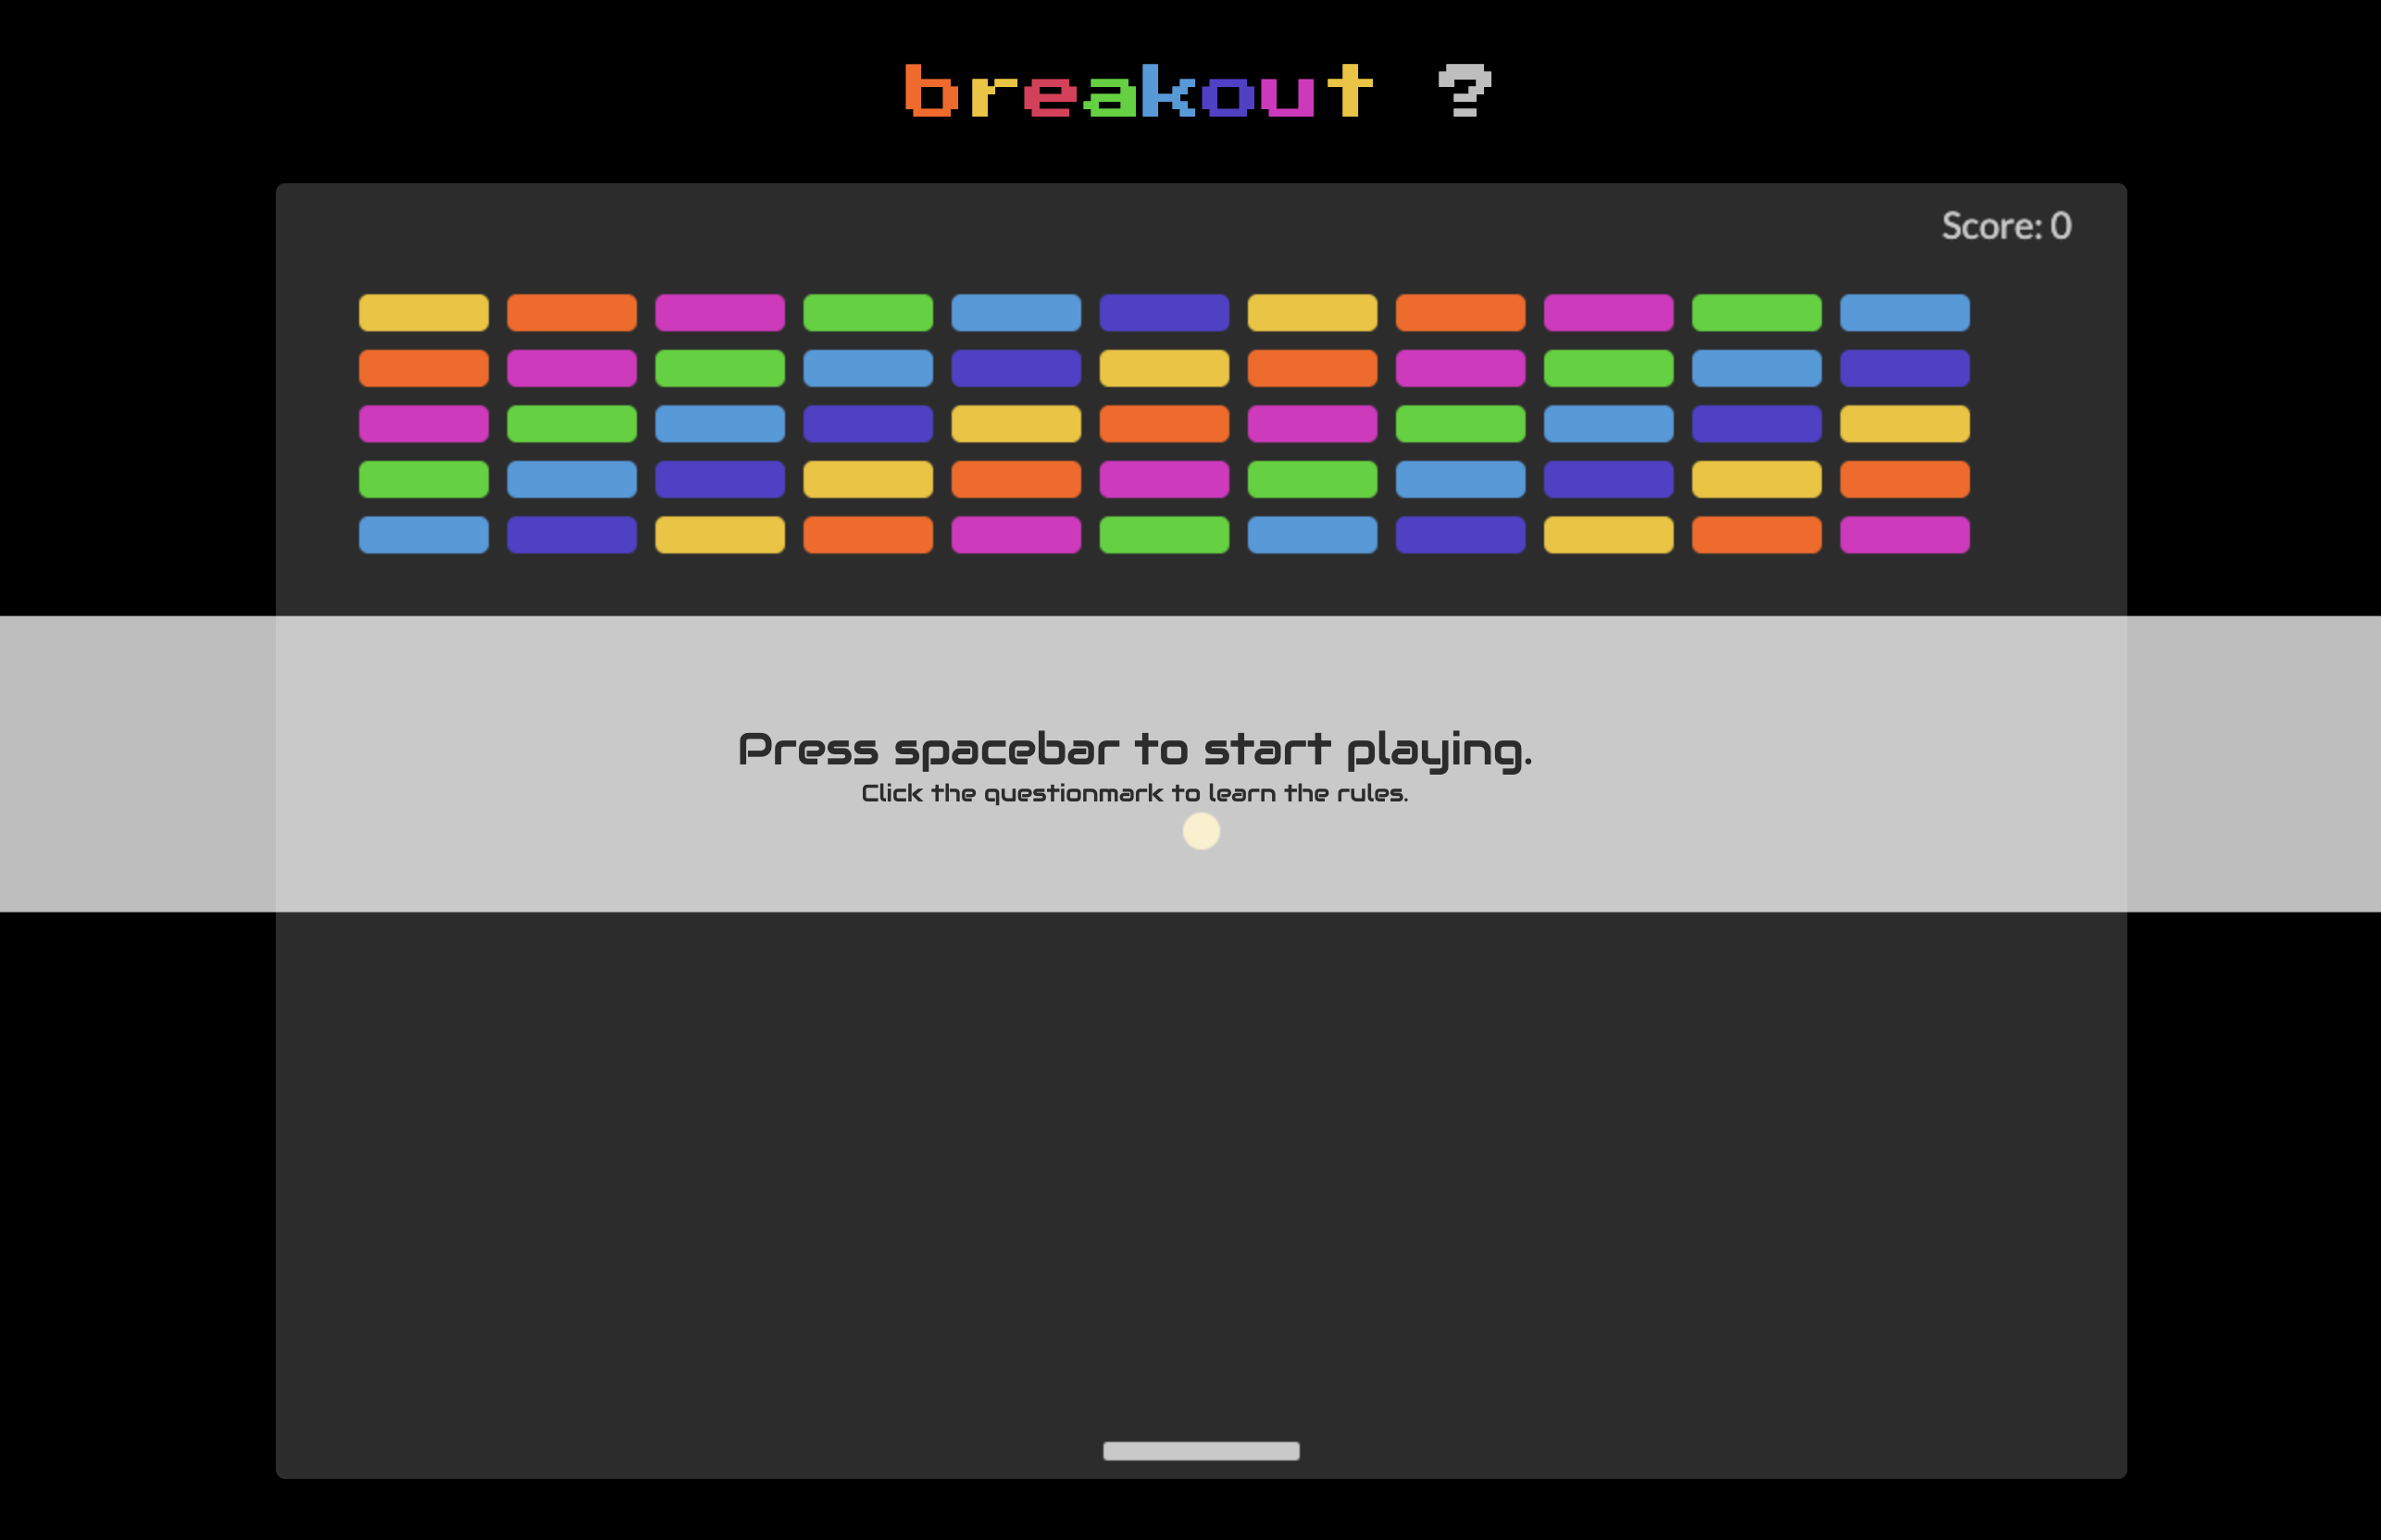 breakout ?
Score: 0
Press spacebar to start playing.
Click the questionmark to learn the rules.